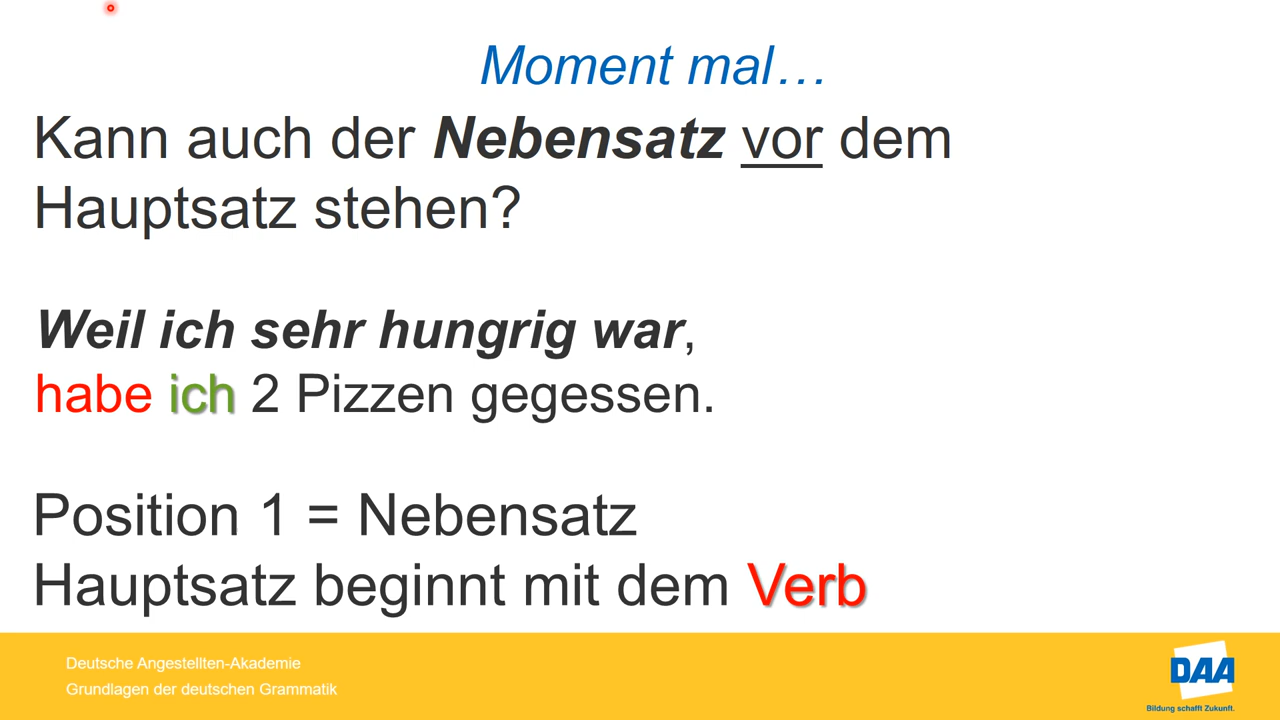 Moment mal…
Kann auch der Nebensatz vor dem
Hauptsatz stehen?
Weil ich sehr hungrig war,
habe ich 2 Pizzen gegessen.
Position 1 = Nebensatz
Hauptsatz beginnt mit dem Verb
Deutsche Angestellten-Akademie
Grundlagen der deutschen Grammatik
DAA
Bildung schafft Zukunft.